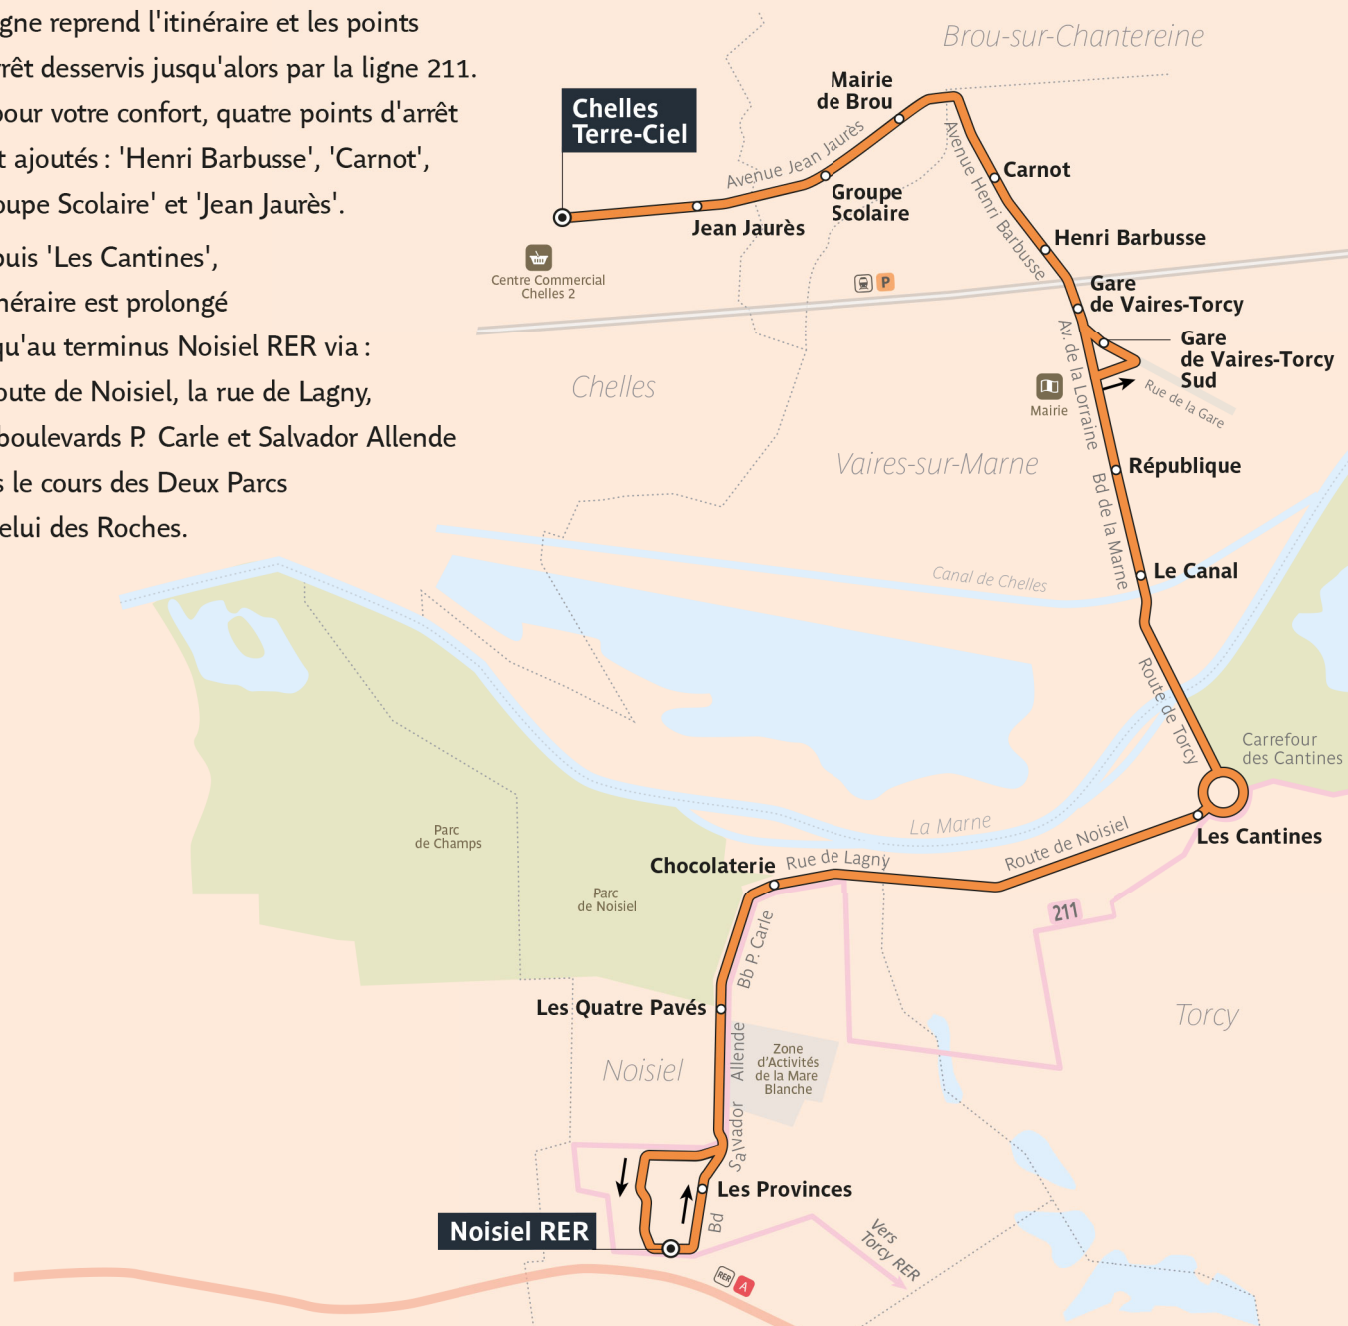 gne reprend l'itinéraire et les points
rêt desservis jusqu'alors par la ligne 211.
pour votre confort, quatre points d'arrêt
t ajoutés : 'Henri Barbusse', 'Carnot',
oupe Scolaire' et 'Jean Jaurès'.
puis 'Les Cantines',
néraire est prolongé
qu'au terminus Noisiel RER via :
oute de Noisiel, la rue de Lagny,
boulevards P. Carle et Salvador Allende
s le cours des Deux Parcs
elui des Roches.
Brou-sur-Chantereine
Mairie
de Brou
Chelles
Terre-Ciel
Avenue Jean Jaurès
Avenue Henri Barbusse
Carnot
Groupe
Scolaire
Jean Jaurès
Henri Barbusse
Centre Commercial
Chelles 2
P
Gare
de Vaires-Torcy
Gare
de Vaires-Torcy
Sud
Rue de la Gare
Av. de la Lorraine
Mairie
Chelles
Vaires-sur-Marne
République
Bd de la Marne
Canal de Chelles
Le Canal
Route de Torcy
Carrefour
des Cantines
La Marne
Les Cantines
Route de Noisiel
Rue de Lagny
Chocolaterie
Parc
de Champs
Parc
de Noisiel
211
Bb P. Carle
Les Quatre Pavés
Torcy
Noisiel
Zone
d'Activités
de la Mare
Blanche
Bd Salvador Allende
Les Provinces
Noisiel RER
Vers
Torcy RER
RER A